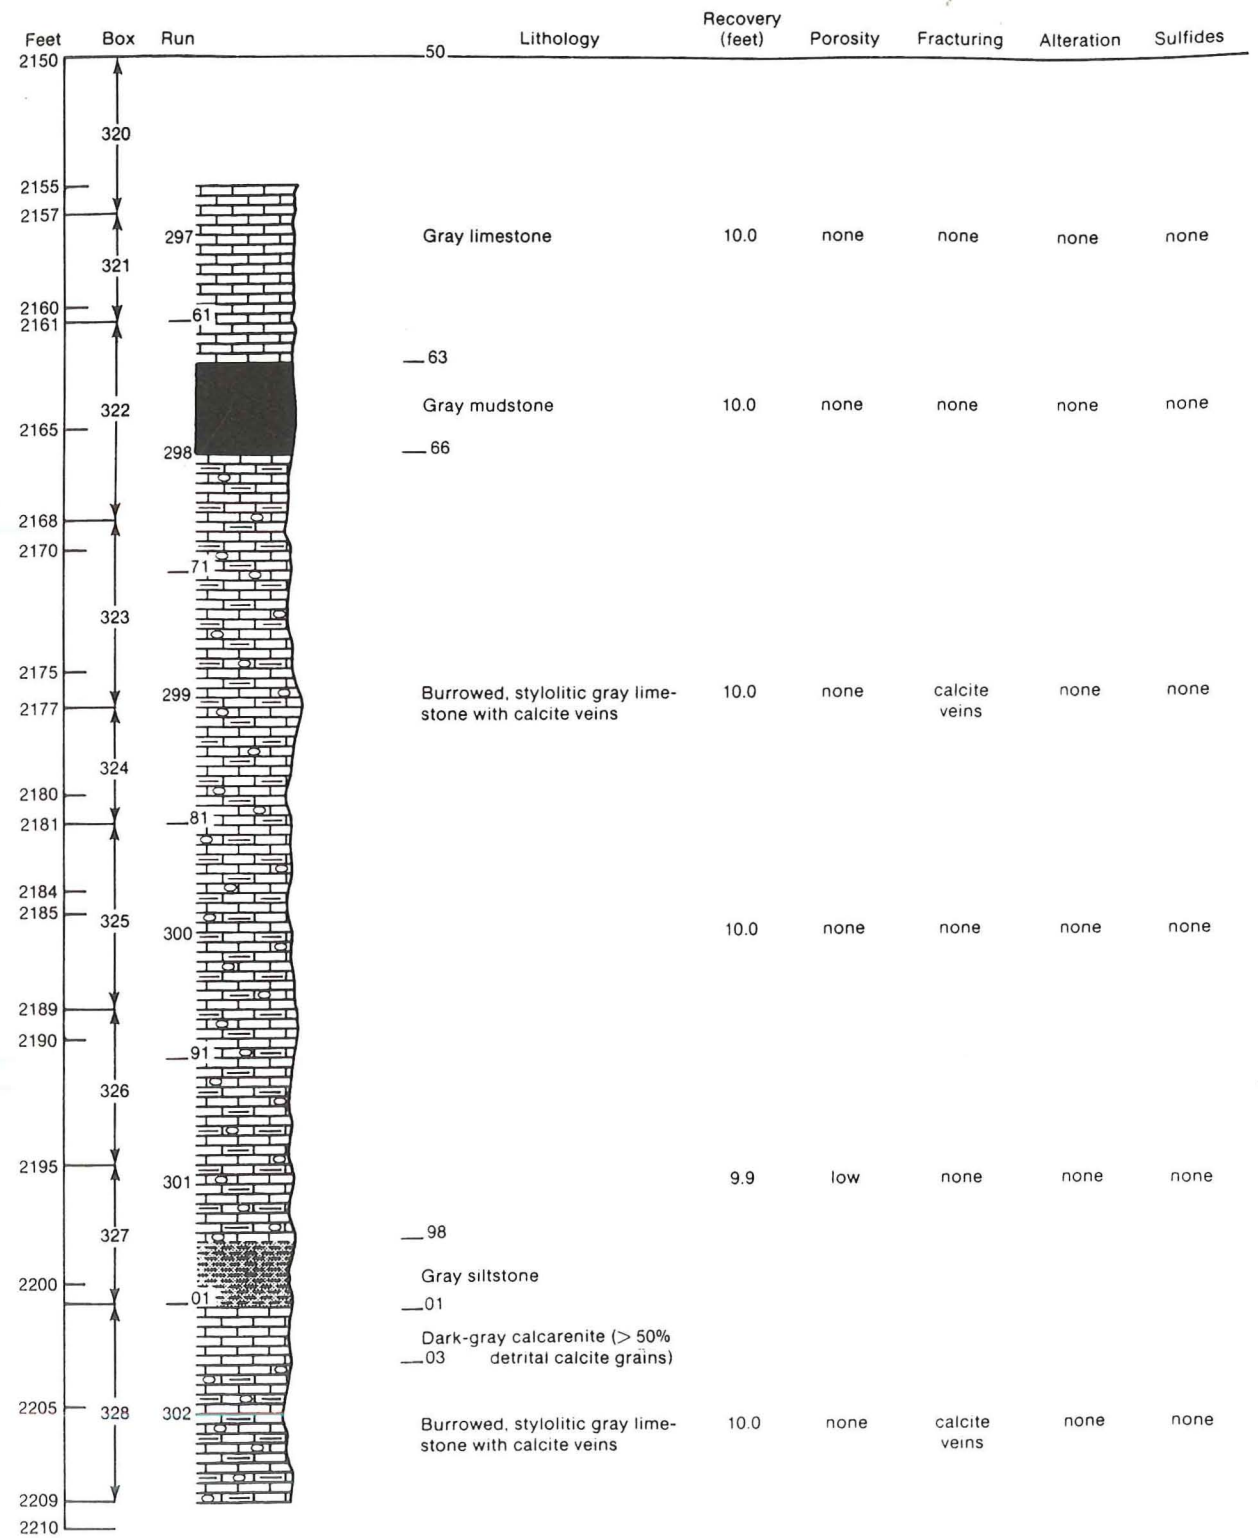 Feet Box Run Lithology Recovery (feet) Porosity Fracturing Alteration Sulfides
2150 50
320
2155
2157
297 Gray limestone 10.0 none none none none
321
2160
61
2161
63
322 Gray mudstone 10.0 none none none none
2165
298 66
2168
2170
71
323
2175
299 Burrowed, stylolitic gray lime- 10.0 none calcite none none
2177 stone with calcite veins veins
324
2180
81
2181
2184
2185
325
300 10.0 none none none none
2189
2190
91
326
2195
301 9.9 low none none none
327 98
2200 Gray siltstone
01 01
Dark-gray calcarenite (> 50%
03 detrital calcite grains)
2205
328 302 Burrowed, stylolitic gray lime- 10.0 none calcite none none
stone with calcite veins veins
2209
2210